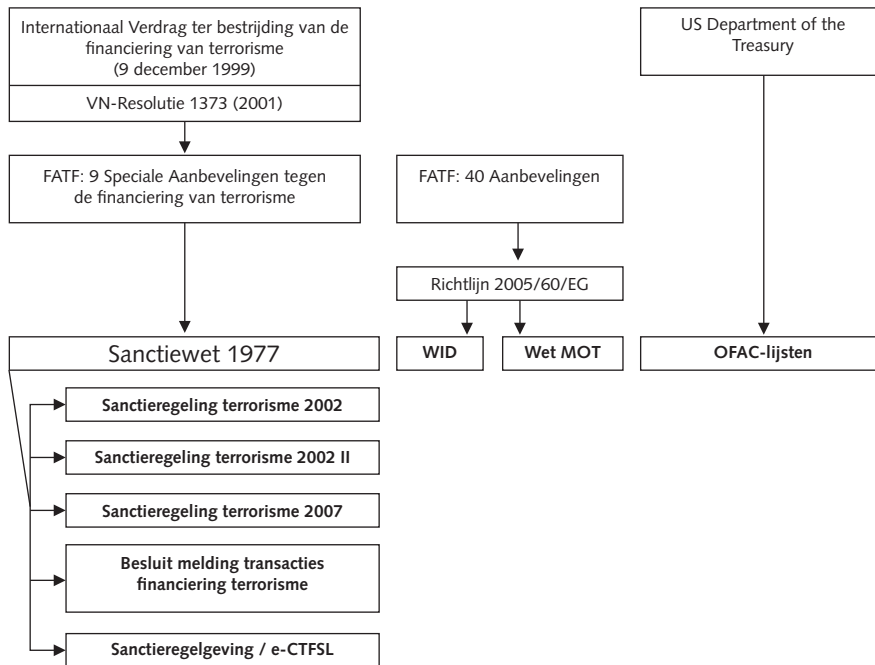 Internationaal Verdrag ter bestrijding van de
financiering van terrorisme
(9 december 1999)
VN-Resolutie 1373 (2001)
US Department of the
Treasury
FATF: 9 Speciale Aanbevelingen tegen
de financiering van terrorisme
FATF: 40 Aanbevelingen
Richtlijn 2005/60/EG
Sanctiewet 1977
WID
Wet MOT
OFAC-lijsten
Sanctieregeling terrorisme 2002
Sanctieregeling terrorisme 2002 II
Sanctieregeling terrorisme 2007
Besluit melding transacties
financiering terrorisme
Sanctieregelgeving / e-CTFSL